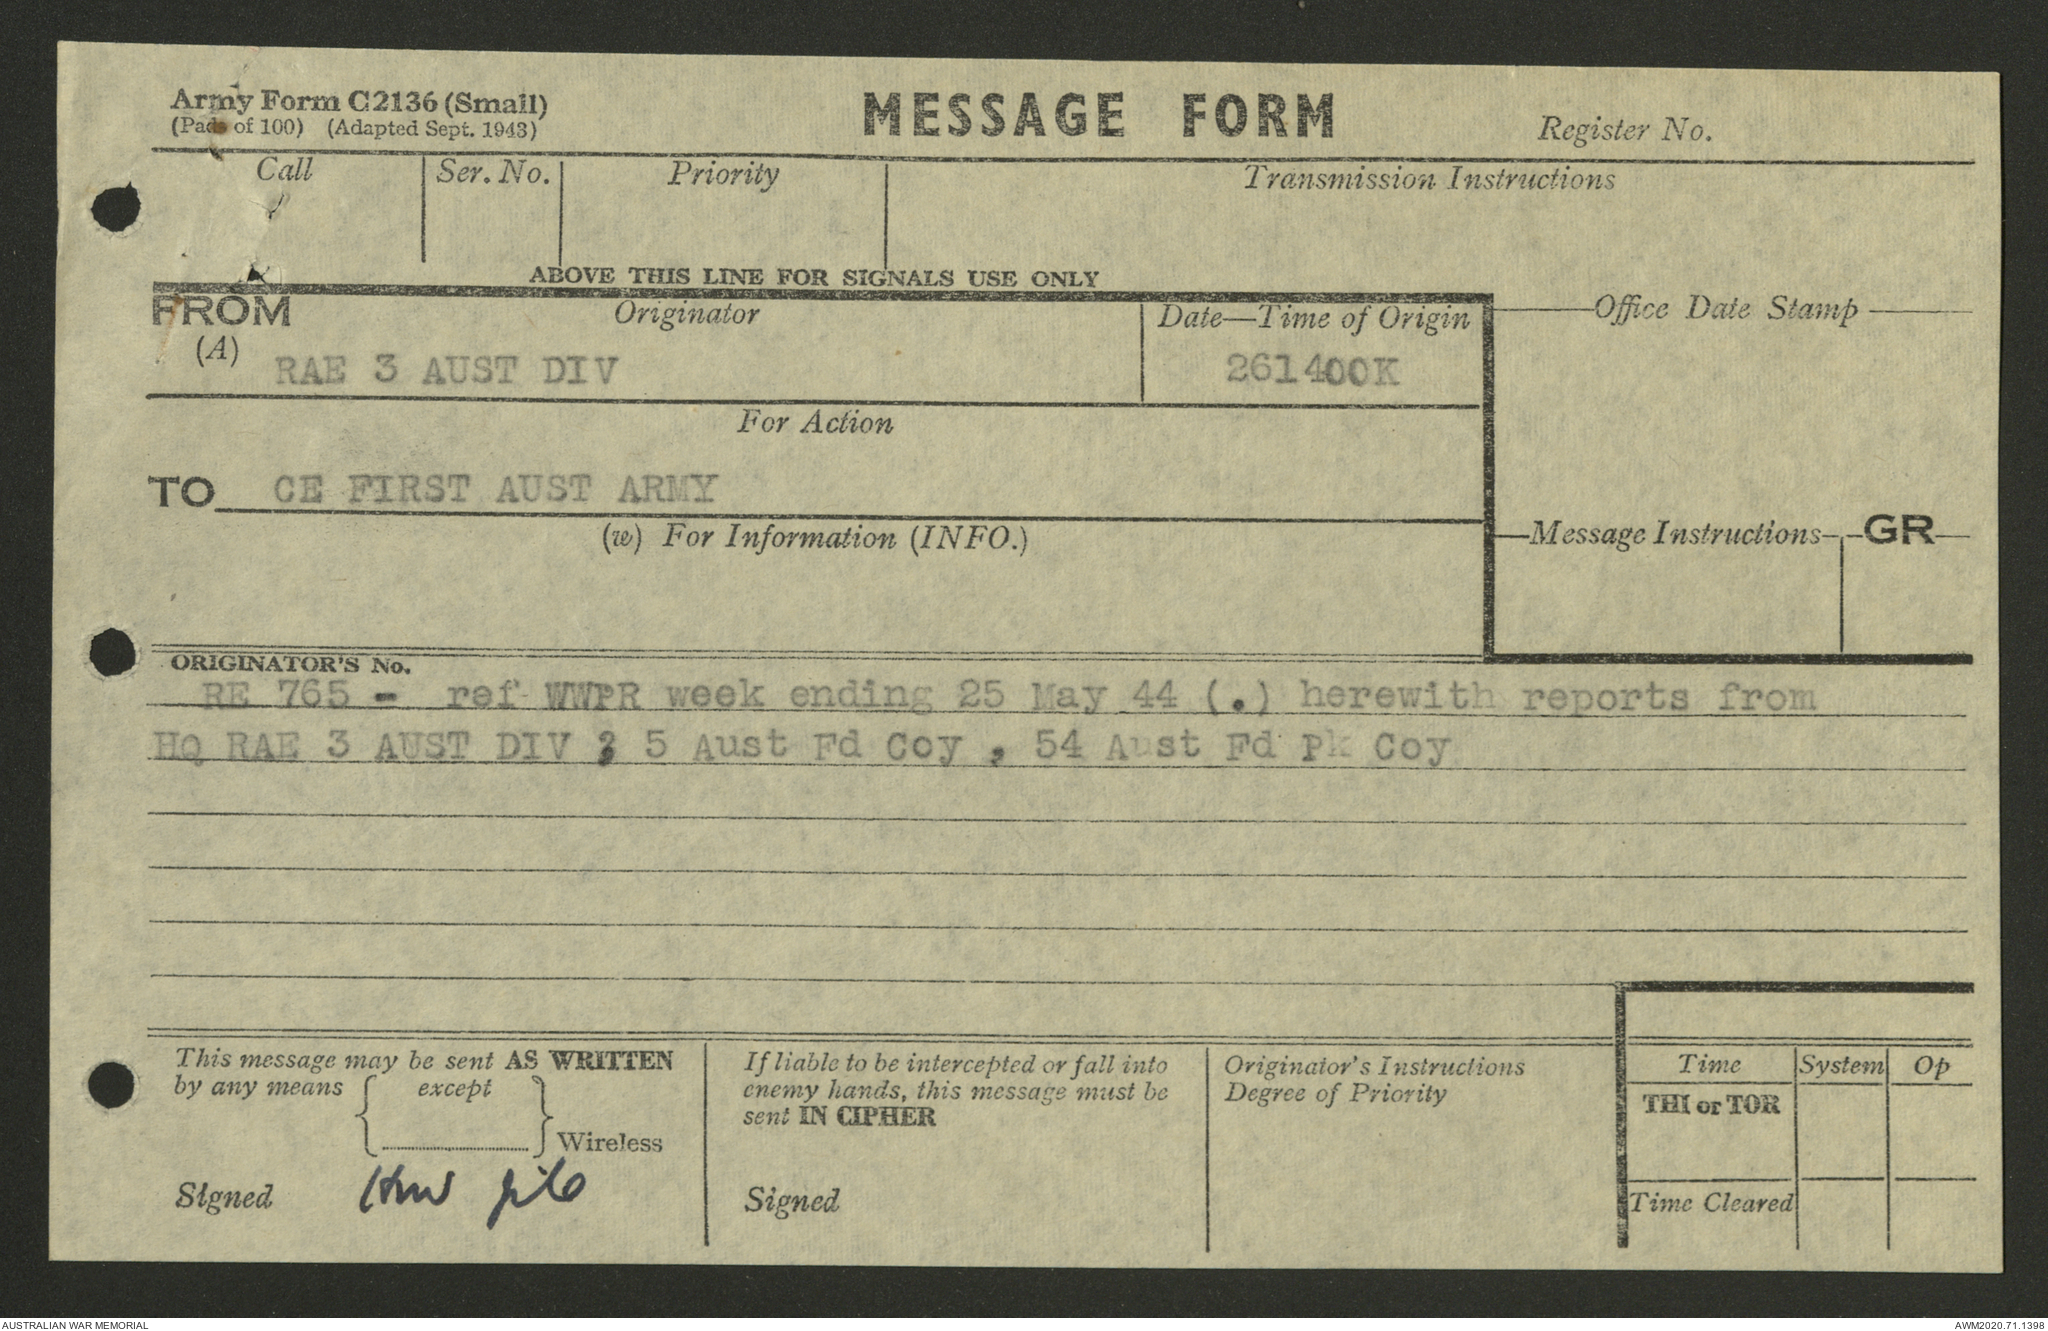 Army Form C2136 (Small)
(Pads of 100) (Adapted Sept. 1943)
MESSAGE FORM
Register No.
Call
Ser. No.
Priority
Transmission Instructions
ABOVE THIS LINE FOR SIGNALS USE ONLY
FROM
(A)
Originator
RAE 3 AUST DIV
Date—Time of Origin
261400K
Office Date Stamp
For Action
TO CE FIRST AUST ARMY
(w) For Information (INFO.)
Message Instructions
GR
ORIGINATOR'S No.
RE 765 - ref WWPR week ending 25 May 44 (.) herewith reports from
HQ RAE 3 AUST DIV , 5 Aust Fd Coy , 54 Aust Fd Pk Coy
This message may be sent AS WRITTEN
by any means { except
} Wireless
Signed
If liable to be intercepted or fall into
enemy hands, this message must be
sent IN CIPHER
Signed
Originator's Instructions
Degree of Priority
Time
System
Op
THI or TOR
Time Cleared
AUSTRALIAN WAR MEMORIAL
AWM2020.71.1398